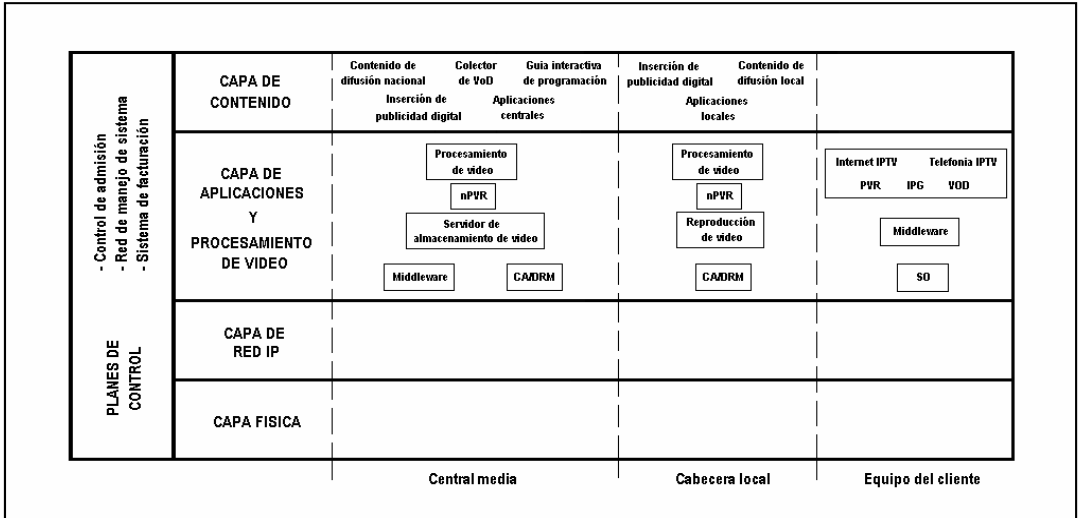 - Control de admisión
- Red de manejo de sistema
- Sistema de facturación
PLANES DE
CONTROL
CAPA DE
CONTENIDO
Contenido de
difusión nacional
Colector
de VoD
Guia interactiva
de programación
Inserción de
publicidad digital
Aplicaciones
centrales
Inserción de
publicidad digital
Contenido de
difusión local
Aplicaciones
locales
CAPA DE
APLICACIONES
Y
PROCESAMIENTO
DE VIDEO
Procesamiento
de video
nPVR
Servidor de
almacenamiento de video
Middleware
CA/DRM
Procesamiento
de video
nPVR
Reproducción
de video
CA/DRM
Internet IPTV
Telefonia IPTV
PVR
IPG
VOD
Middleware
SO
CAPA DE
RED IP
CAPA FISICA
Central media
Cabecera local
Equipo del cliente